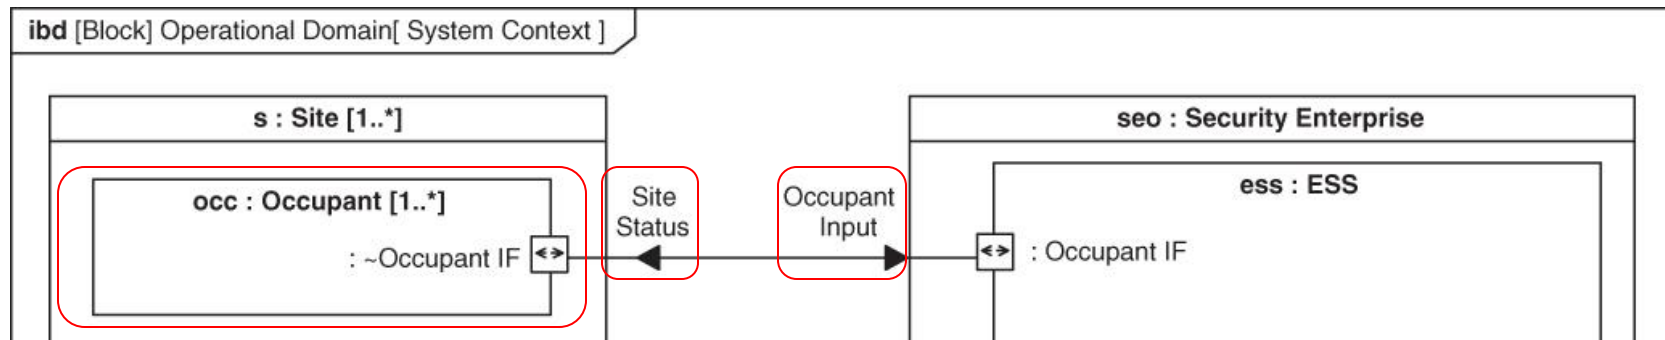 ibd [Block] Operational Domain[ System Context ]
s : Site [1..*]
seo : Security Enterprise
occ : Occupant [1..*]
Site
Status
Occupant
Input
ess : ESS
: ~Occupant IF
: Occupant IF